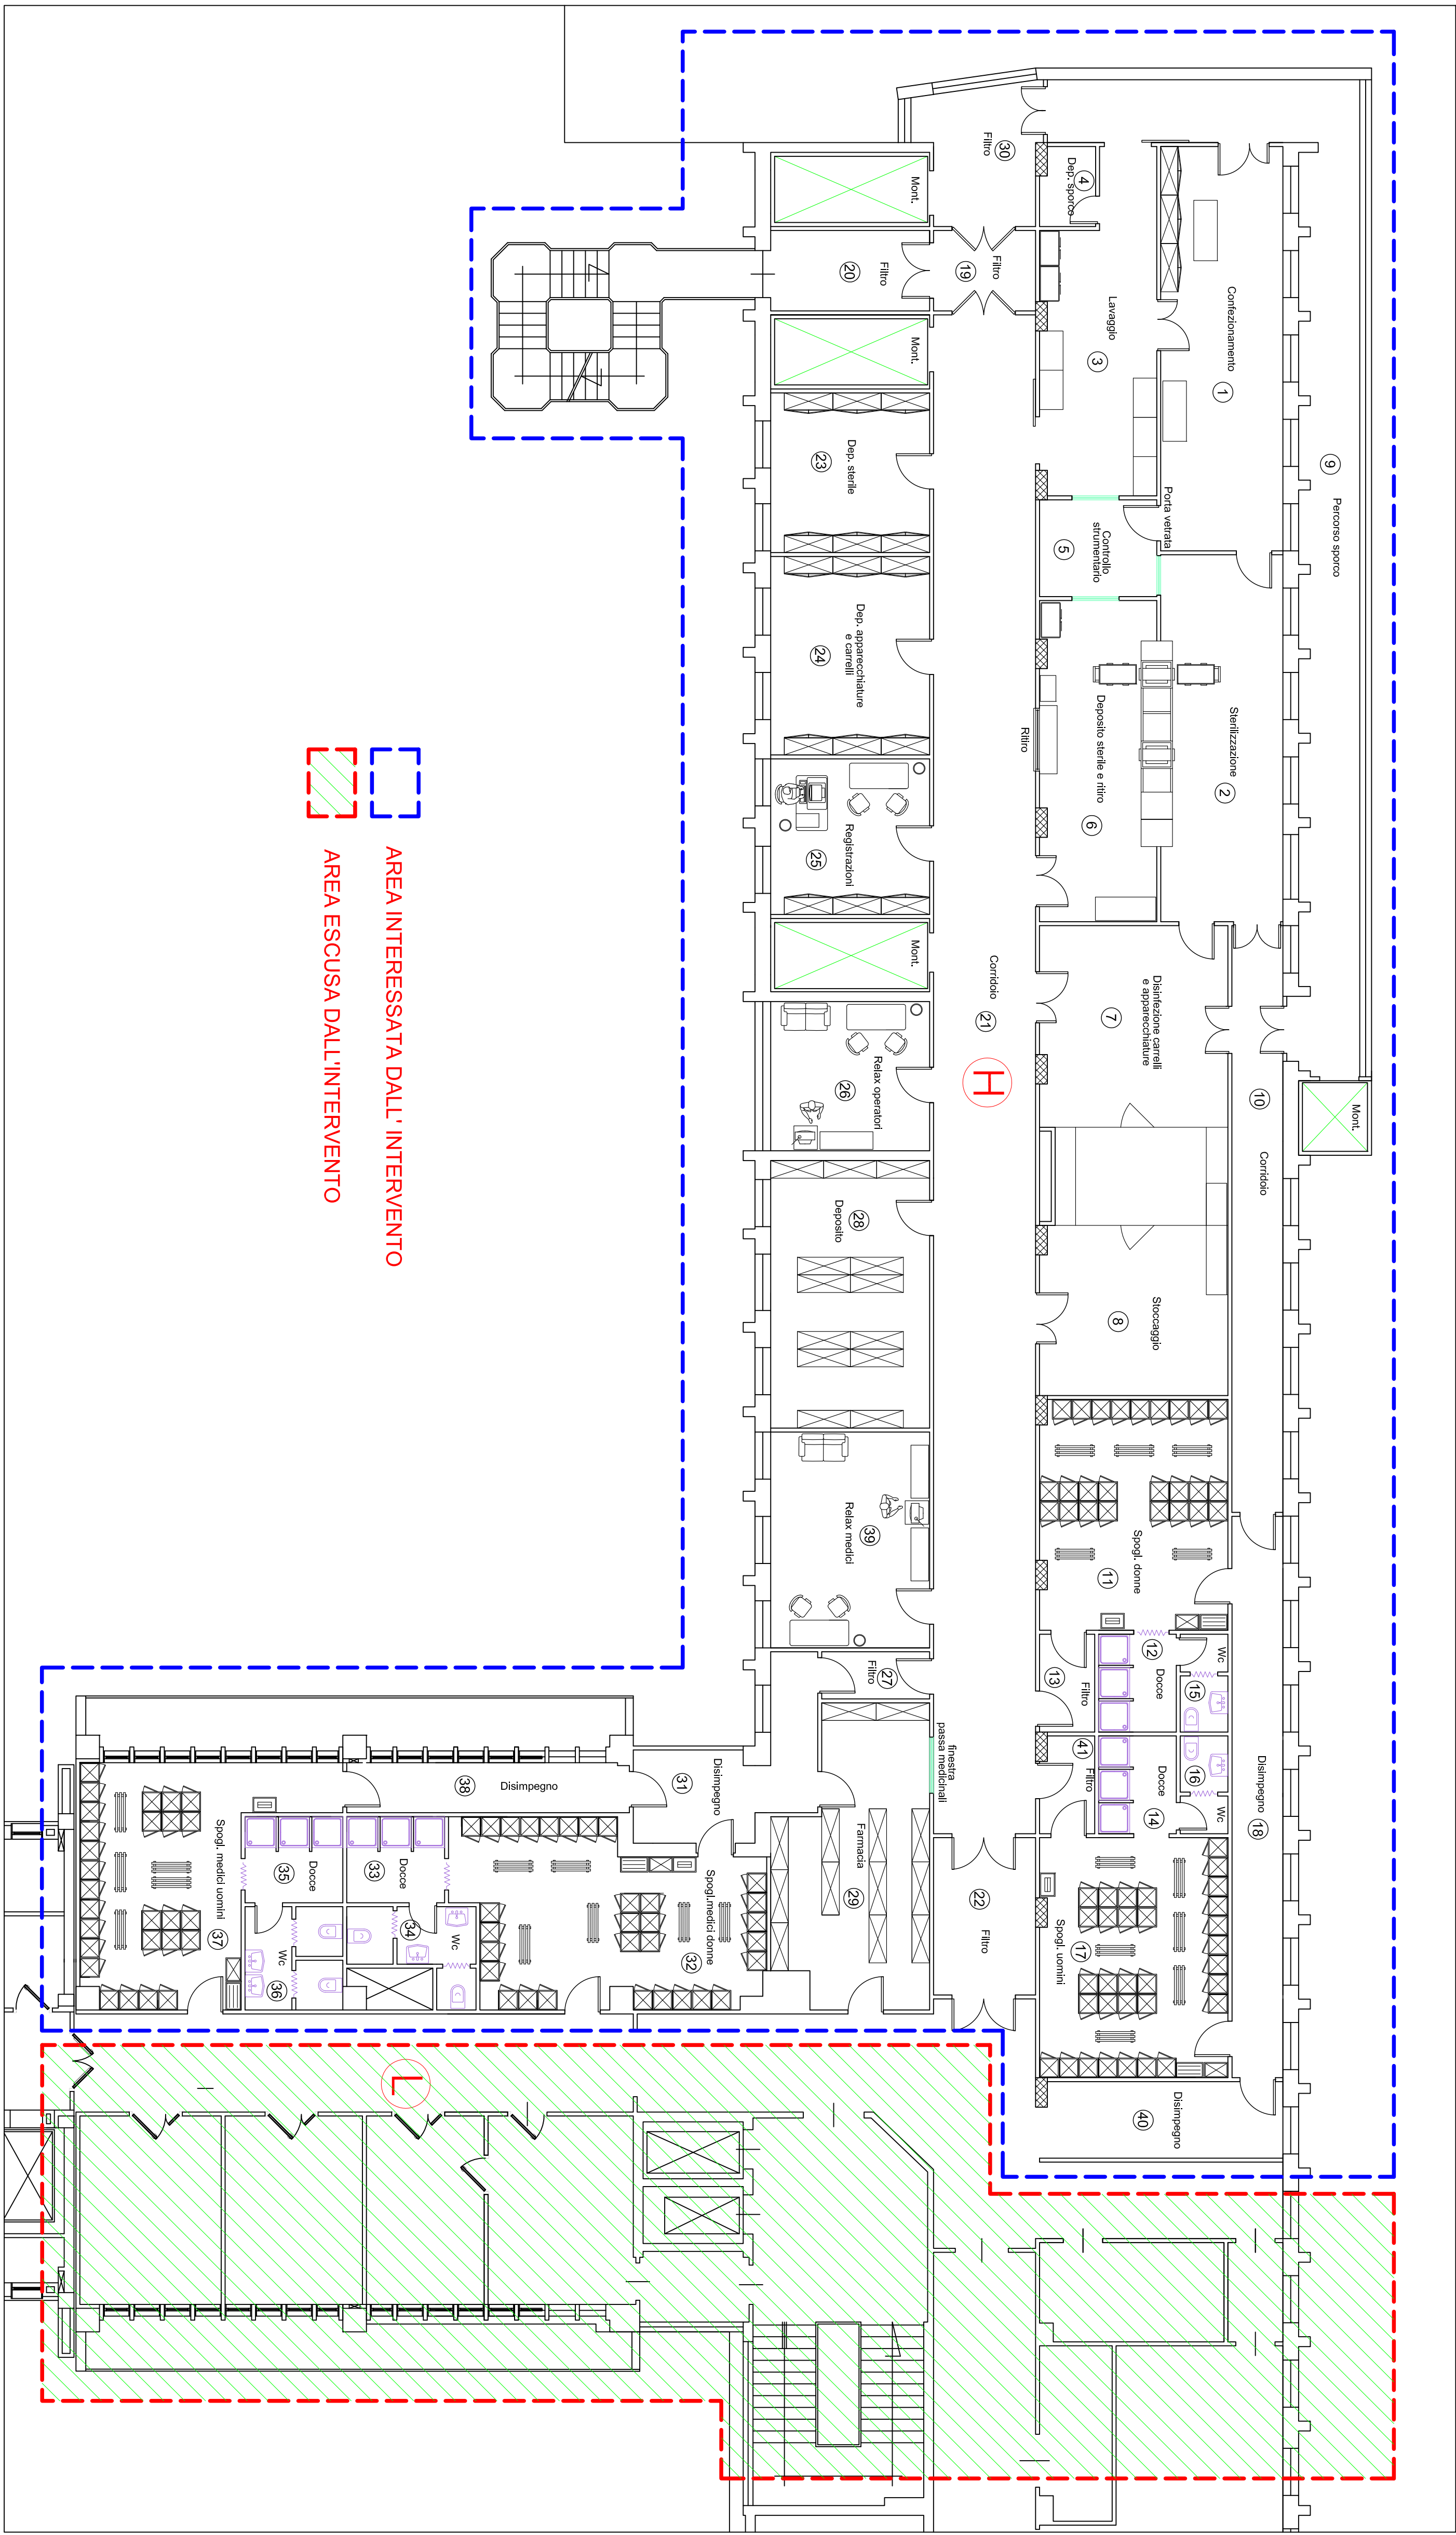 9
Percorso sporco
Mont.
Confezionamento
1
Sterilizzazione
2
10
Corridoio
Disimpegno
18
4
Dep. sporco
Lavaggio
3
Porta vetrata
Controllo
strumentario
5
Deposito sterile e ritiro
6
Disinfezione carrelli
e apparecchiature
7
Stoccaggio
8
Spogl. donne
11
12
Docce
Wc
15
16
Wc
Docce
14
13
Filtro
41
Filtro
Spogl. uomini
17
Disimpegno
40
30
Filtro
19
Filtro
Ritiro
Corridoio
21
H
22
Filtro
finestra
passa medicinali
Mont.
20
Filtro
Mont.
Dep. sterile
23
Dep. apparecchiature
e carrelli
24
Registrazioni
25
Mont.
Relax operatori
26
28
Deposito
39
Relax medici
27
Filtro
Farmacia
29
Disimpegno
31
Spogl.medici donne
32
38
Disimpegno
Docce
33
34
Wc
Docce
35
Wc
36
Spogl. medici uomini
37
L
AREA INTERESSATA DALL' INTERVENTO
AREA ESCUSA DALL'INTERVENTO